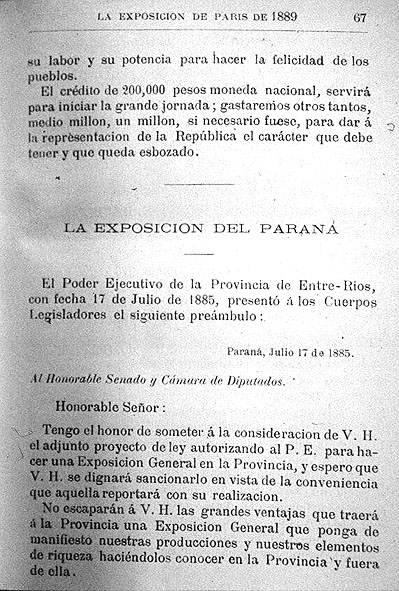 LA EXPOSICION DE PARIS DE 1889 67
su labor y su potencia para hacer la felicidad de los
pueblos.
El crédito de 200,000 pesos moneda nacional, servirá
para iniciar la grande jornada; gastaremos otros tantos,
medio millon, un millon, si necesario fuese, para dar á
la representacion de la República el carácter que debe
tener y que queda esbozado.
LA EXPOSICION DEL PARANÁ
El Poder Ejecutivo de la Provincia de Entre-Rios,
con fecha 17 de Julio de 1885, presentó á los Cuerpos
Legisladores el siguiente preámbulo:
Paraná, Julio 17 de 1885.
Al Honorable Senado y Cámara de Diputados.
Honorable Señor:
Tengo el honor de someter á la consideracion de V. H.
el adjunto proyecto de ley autorizando al P. E. para ha-
cer una Exposicion General en la Provincia, y espero que
V. H. se dignará sancionarlo en vista de la conveniencia
que aquella reportará con su realizacion.
No escaparán á V. H. las grandes ventajas que traerá
á la Provincia una Exposicion General que ponga de
manifiesto nuestras producciones y nuestros elementos
de riqueza haciéndolos conocer en la Provincia y fuera
de ella.